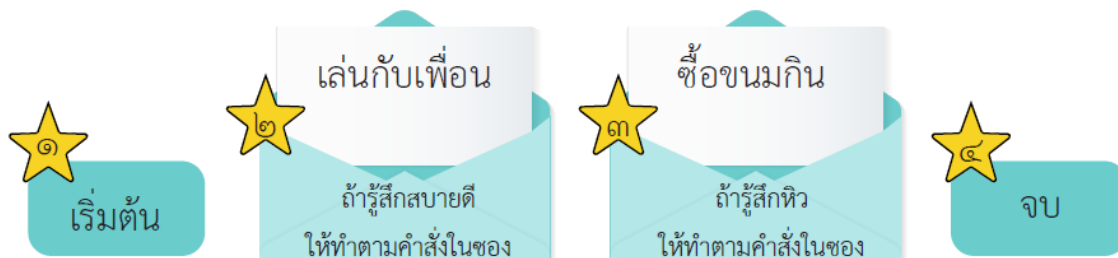 ๑
เริ่มต้น
๒
เล่นกับเพื่อน
ถ้ารู้สึกสบายดี
ให้ทำตามคำสั่งในซอง
๓
ซื้อขนมกิน
ถ้ารู้สึกหิว
ให้ทำตามคำสั่งในซอง
๔
จบ